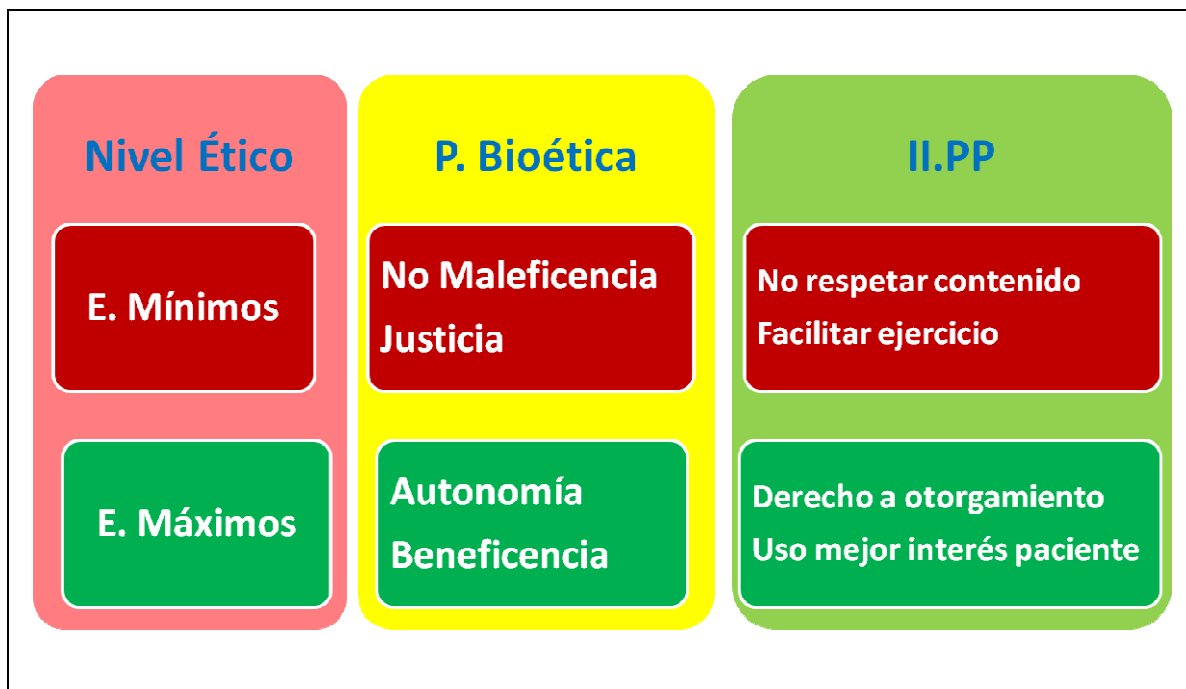 Nivel Ético
P. Bioética
II.PP
E. Mínimos
No Maleficencia
Justicia
No respetar contenido
Facilitar ejercicio
E. Máximos
Autonomía
Beneficencia
Derecho a otorgamiento
Uso mejor interés paciente